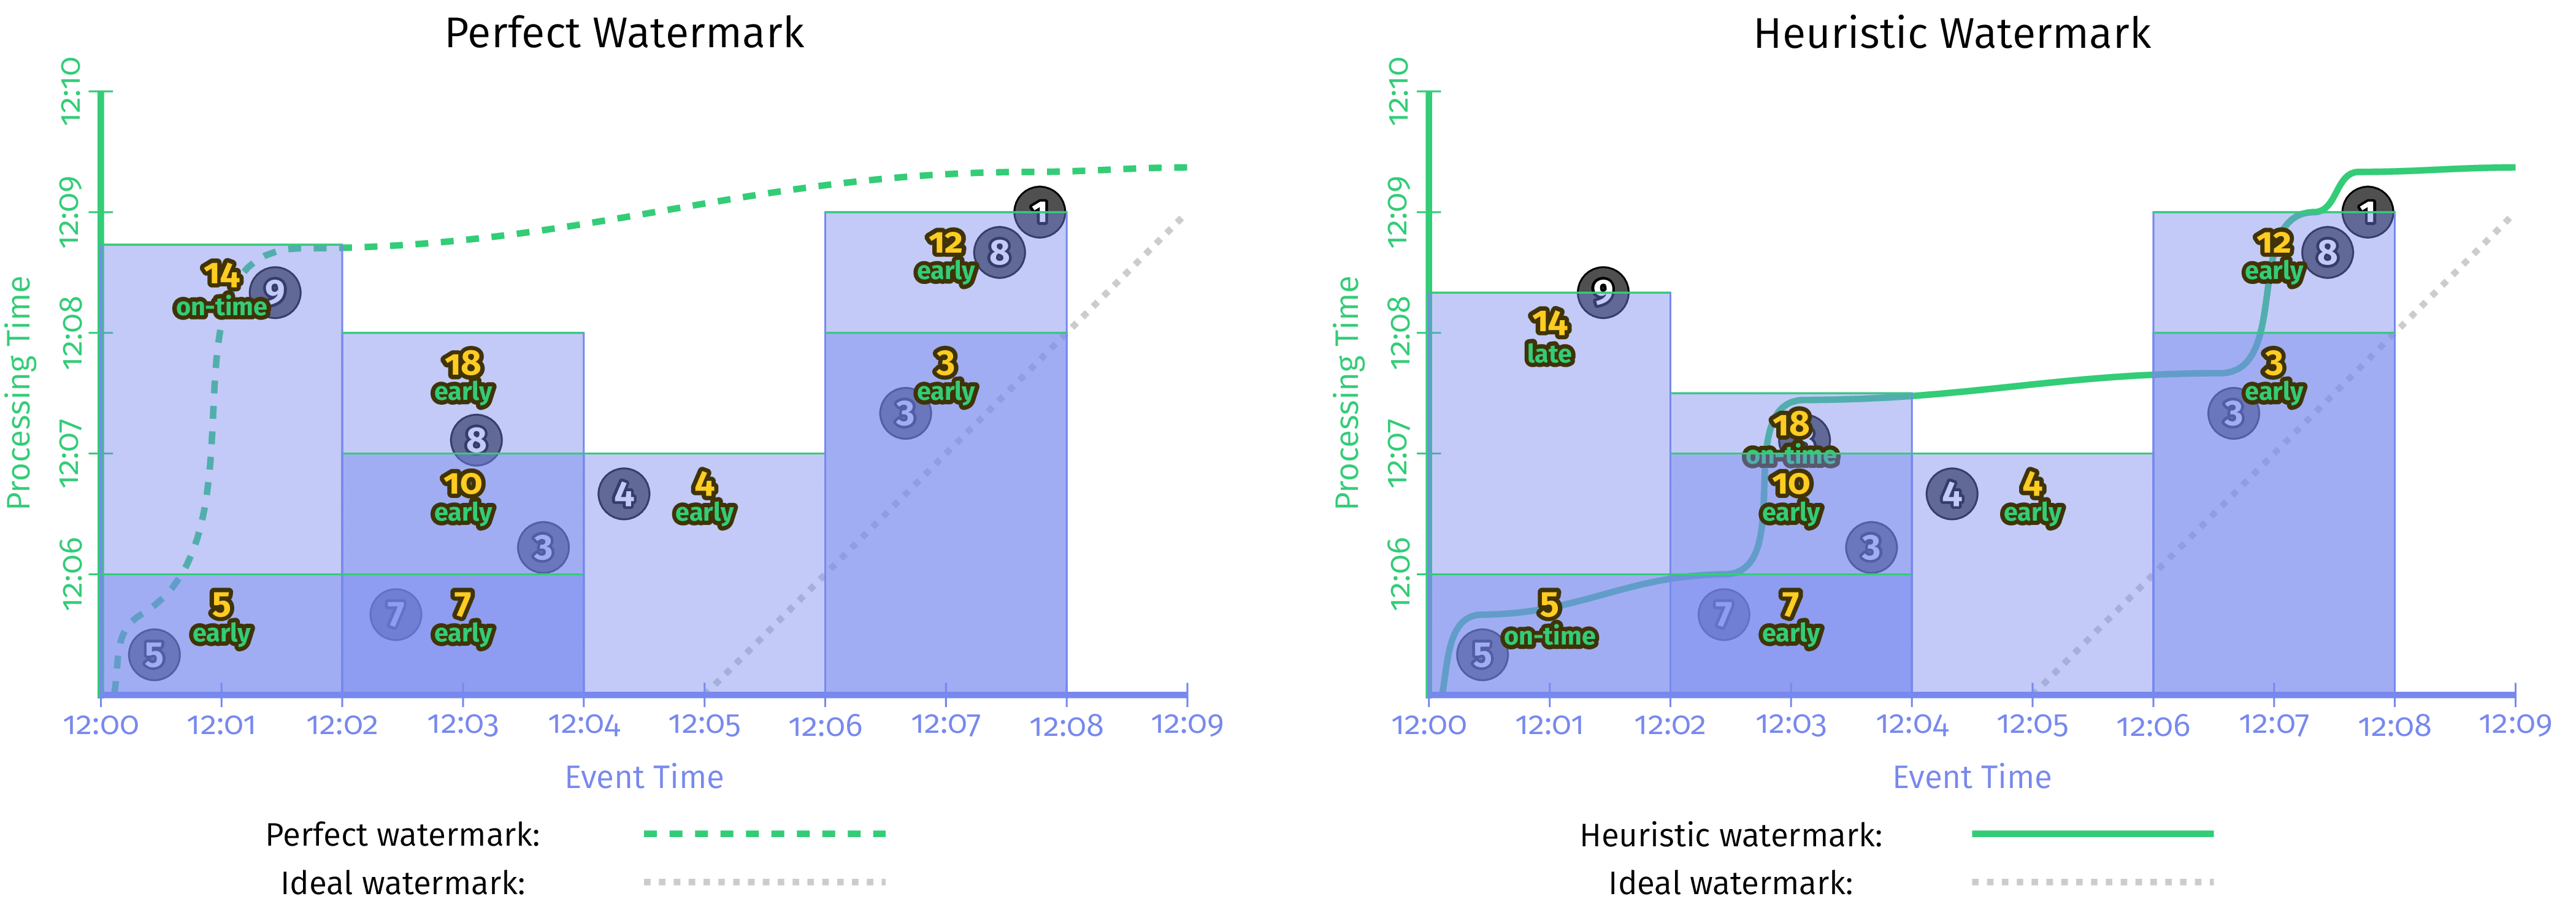 Perfect Watermark
Processing Time
12:10
12:09
12:08
12:07
12:06
14
on-time
9
18
early
8
10
early
3
5
early
5
7
7
early
4
4
early
12
early
8
1
3
early
3
12:00 12:01 12:02 12:03 12:04 12:05 12:06 12:07 12:08 12:09
Event Time
Perfect watermark:
Ideal watermark:
Heuristic Watermark
Processing Time
12:10
12:09
12:08
12:07
12:06
9
14
late
18
on-time
10
early
3
5
on-time
5
7
7
early
4
4
early
12
early
8
1
3
early
3
12:00 12:01 12:02 12:03 12:04 12:05 12:06 12:07 12:08 12:09
Event Time
Heuristic watermark:
Ideal watermark: